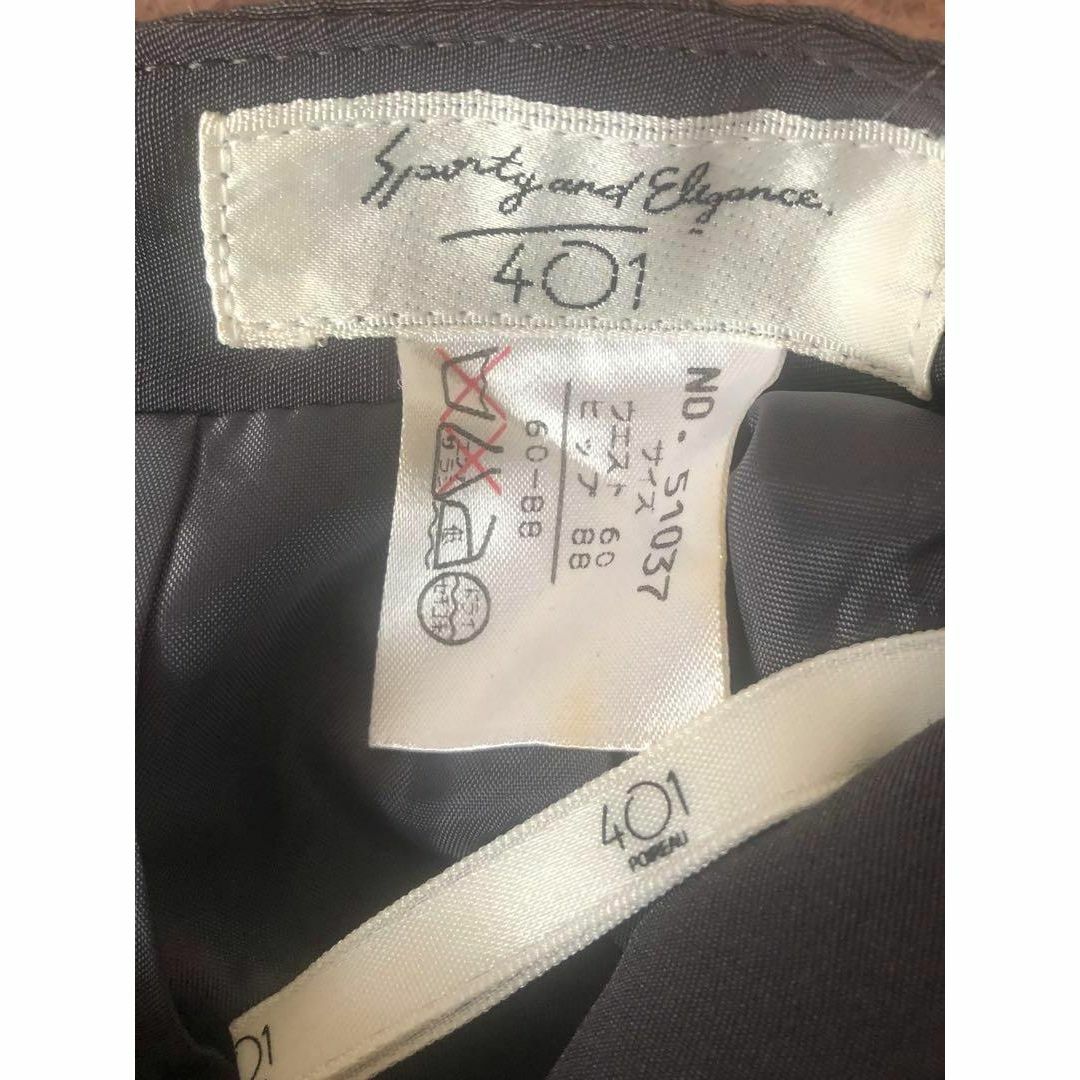 Sporty and Elegance.
401
NO. 51037
サイズ
ウエスト 60
ヒップ 88
60-88
401
POIREAU
01